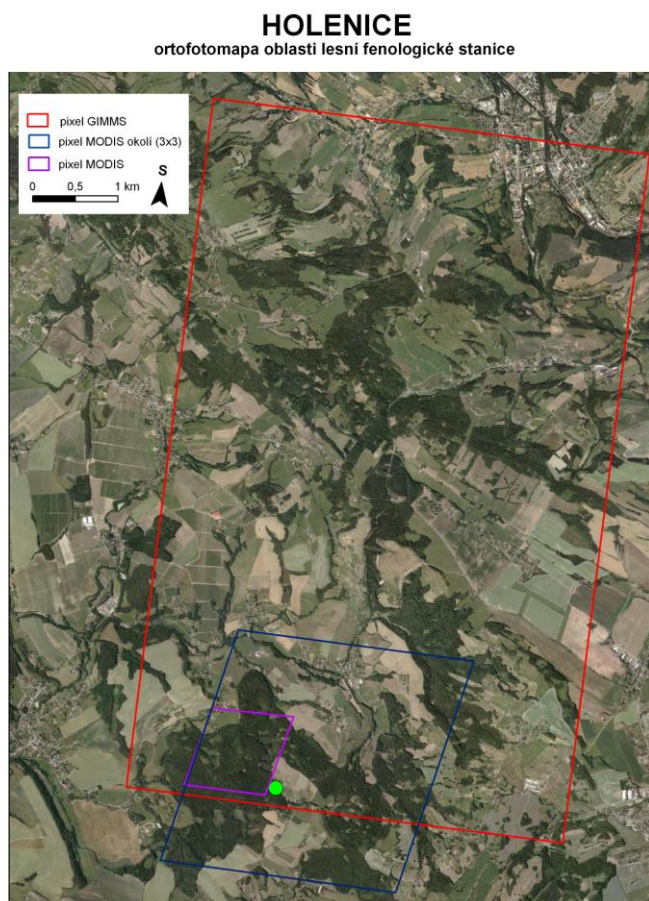 HOLENICE
ortofotomapa oblasti lesní fenologické stanice
pixel GIMMS
pixel MODIS okolí (3x3)
pixel MODIS
S
0 0,5 1 km